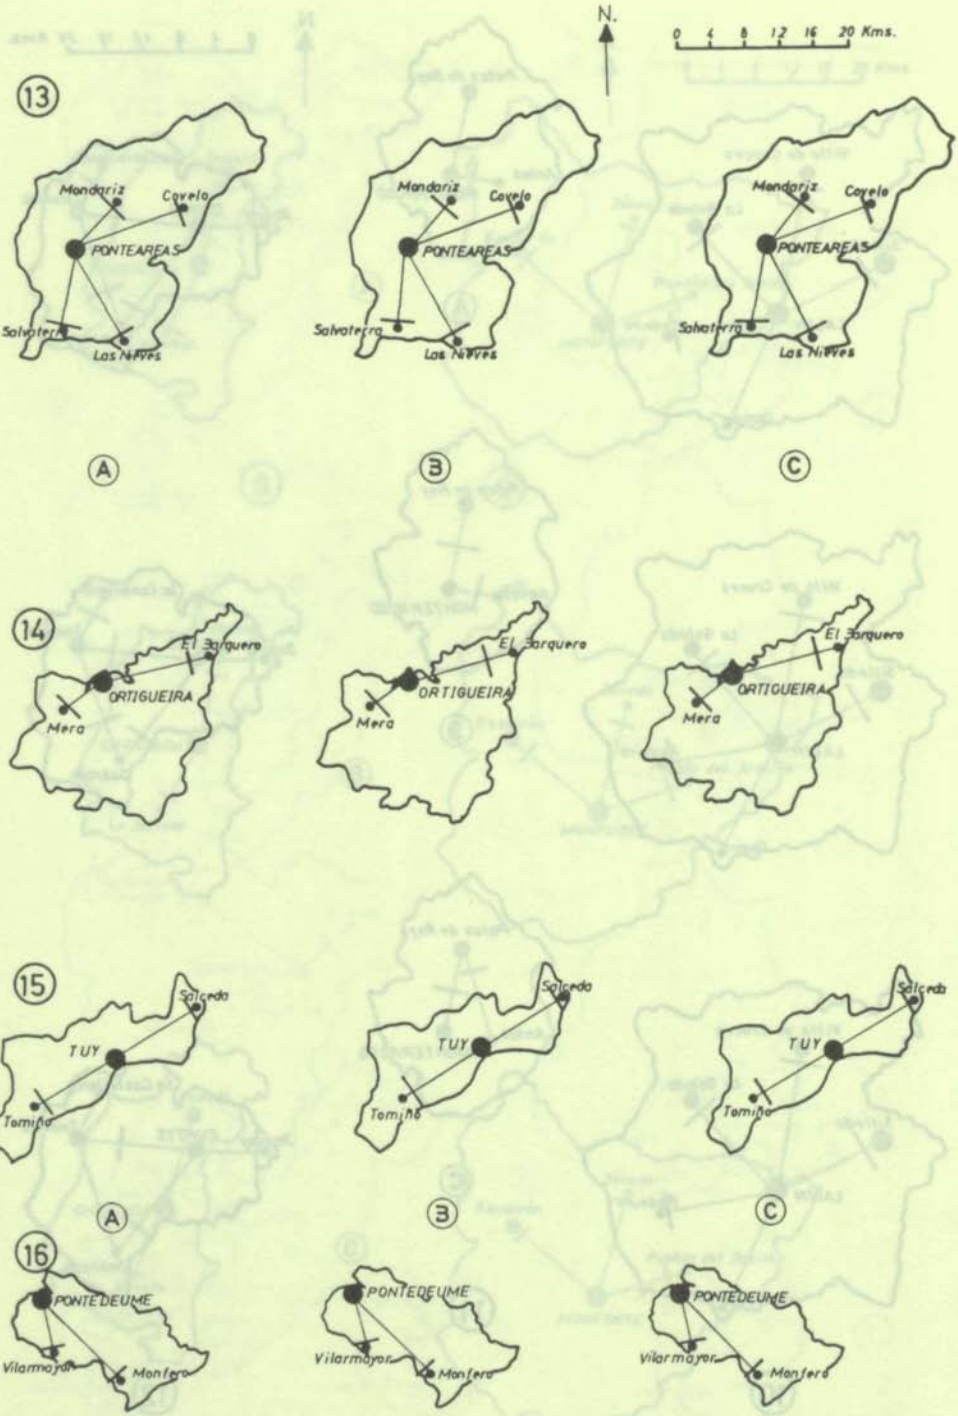 N.
0 4 8 12 16 20 Kms.
13
Mondariz
Covelo
PONTEAREAS
Salvaterra
Las Nieves
Mondariz
Covelo
PONTEAREAS
Salvaterra
Las Nieves
Mondariz
Covelo
PONTEAREAS
Salvaterra
Las Nieves
A B C
14
El Barquero
ORTIGUEIRA
Mera
El Barquero
ORTIGUEIRA
Mera
El Barquero
ORTIGUEIRA
Mera
15
Salceda
TUY
Tomiño
Salceda
TUY
Tomiño
Salceda
TUY
Tomiño
A B C
16
PONTEDEUME
Vilarmayor
Monfero
PONTEDEUME
Vilarmayor
Monfero
PONTEDEUME
Vilarmayor
Monfero